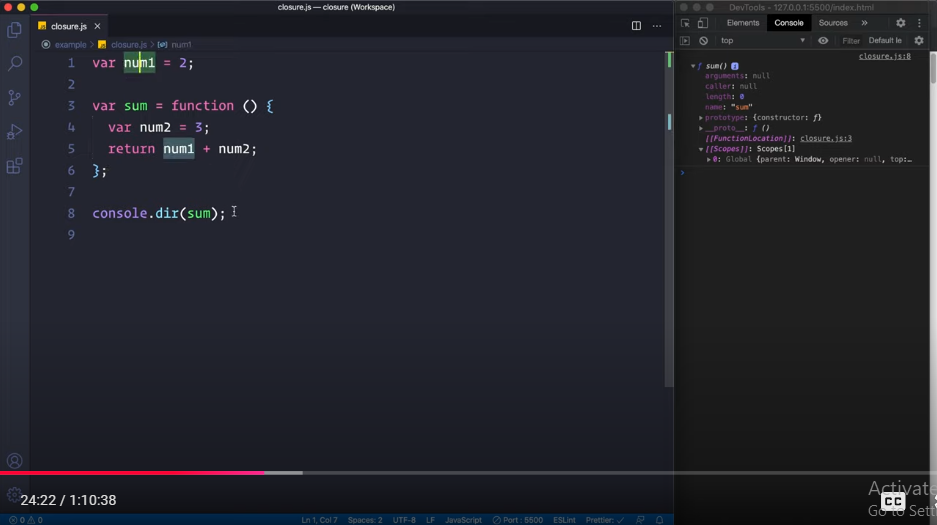 closure.js — closure (Workspace)
closure.js ×
example > closure.js > num1
1 var num1 = 2;
2
3 var sum = function () {
4 var num2 = 3;
5 return num1 + num2;
6 };
7
8 console.dir(sum);
9
DevTools – 127.0.0.1:5500/index.html
Elements Console Sources »
top Filter Default le
closure.js:8
ƒ sum() i
arguments: null
caller: null
length: 0
name: "sum"
prototype: {constructor: ƒ}
__proto__: ƒ ()
[[FunctionLocation]]: closure.js:3
[[Scopes]]: Scopes[1]
0: Global {parent: Window, opener: null, top:…
24:22 / 1:10:38
CC
Activate
Go to Sett
0 0 Ln 1, Col 7 Spaces: 2 UTF-8 LF JavaScript Port : 5500 ESLint Prettier: ✓